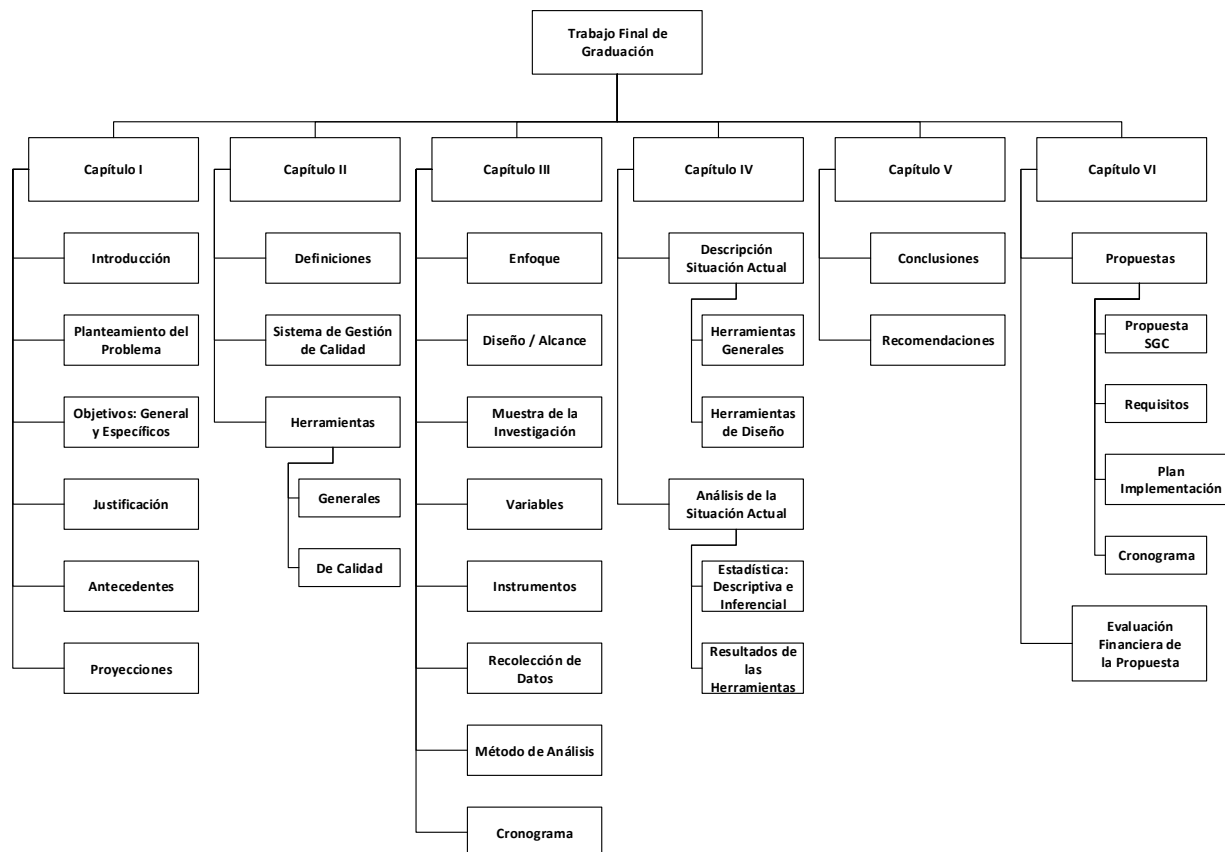 Trabajo Final de
Graduación
Capítulo I
Introducción
Planteamiento del
Problema
Objetivos: General
y Específicos
Justificación
Antecedentes
Proyecciones
Capítulo II
Definiciones
Sistema de Gestión
de Calidad
Herramientas
Generales
De Calidad
Capítulo III
Enfoque
Diseño / Alcance
Muestra de la
Investigación
Variables
Instrumentos
Recolección de
Datos
Método de Análisis
Cronograma
Capítulo IV
Descripción
Situación Actual
Herramientas
Generales
Herramientas
de Diseño
Análisis de la
Situación Actual
Estadística:
Descriptiva e
Inferencial
Resultados de
las
Herramientas
Capítulo V
Conclusiones
Recomendaciones
Capítulo VI
Propuestas
Propuesta
SGC
Requisitos
Plan
Implementación
Cronograma
Evaluación
Financiera de
la Propuesta